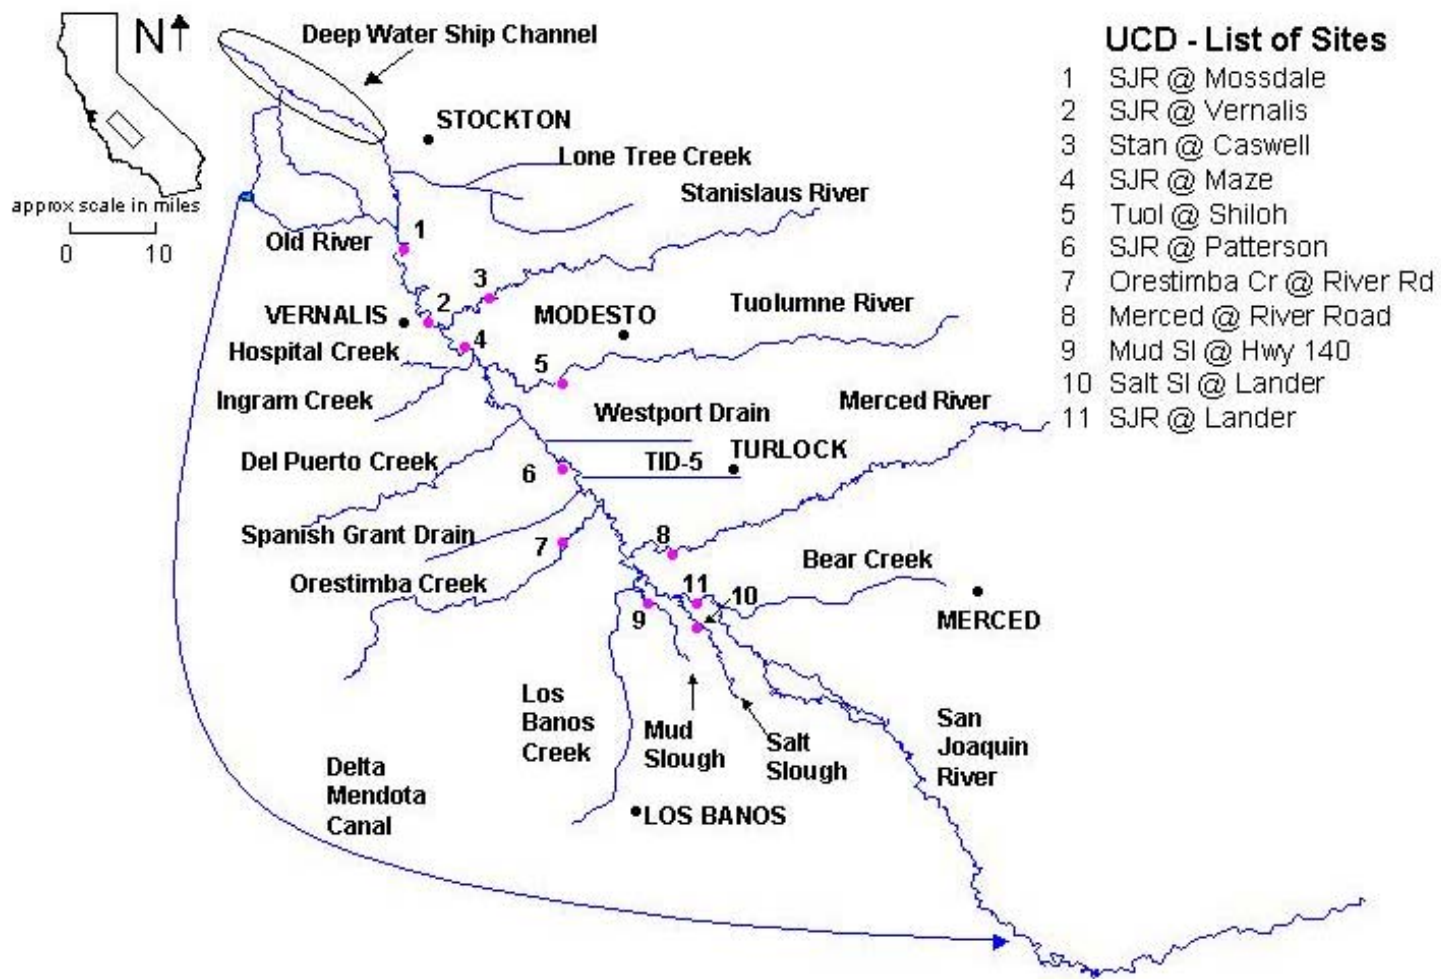 N
Deep Water Ship Channel
UCD - List of Sites
1 SJR @ Mossdale
2 SJR @ Vernalis
3 Stan @ Caswell
4 SJR @ Maze
5 Tuol @ Shiloh
6 SJR @ Patterson
7 Orestimba Cr @ River Rd
8 Merced @ River Road
9 Mud Sl @ Hwy 140
10 Salt Sl @ Lander
11 SJR @ Lander
STOCKTON
Lone Tree Creek
Stanislaus River
approx scale in miles
0 10
Old River
1
3
2
VERNALIS
MODESTO
Tuolumne River
Hospital Creek
4
5
Ingram Creek
Westport Drain
Merced River
Del Puerto Creek
6
TID-5
TURLOCK
Spanish Grant Drain
7
8
Orestimba Creek
Bear Creek
11
10
9
MERCED
Los
Banos
Creek
Mud
Slough
Salt
Slough
San
Joaquin
River
Delta
Mendota
Canal
LOS BANOS